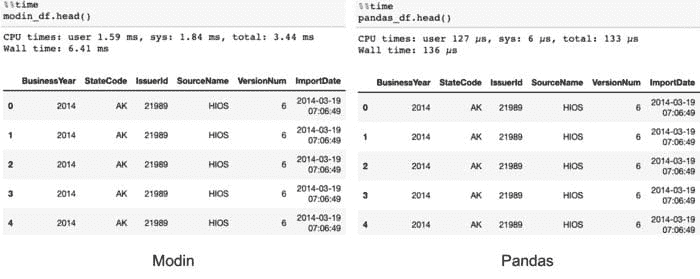 %%time
modin_df.head()
CPU times: user 1.59 ms, sys: 1.84 ms, total: 3.44 ms
Wall time: 6.41 ms
BusinessYear StateCode IssuerId SourceName VersionNum ImportDate
0 2014 AK 21989 HIOS 6 2014-03-19
07:06:49
1 2014 AK 21989 HIOS 6 2014-03-19
07:06:49
2 2014 AK 21989 HIOS 6 2014-03-19
07:06:49
3 2014 AK 21989 HIOS 6 2014-03-19
07:06:49
4 2014 AK 21989 HIOS 6 2014-03-19
07:06:49
Modin
%%time
pandas_df.head()
CPU times: user 127 µs, sys: 6 µs, total: 133 µs
Wall time: 136 µs
BusinessYear StateCode IssuerId SourceName VersionNum ImportDate
0 2014 AK 21989 HIOS 6 2014-03-19
07:06:49
1 2014 AK 21989 HIOS 6 2014-03-19
07:06:49
2 2014 AK 21989 HIOS 6 2014-03-19
07:06:49
3 2014 AK 21989 HIOS 6 2014-03-19
07:06:49
4 2014 AK 21989 HIOS 6 2014-03-19
07:06:49
Pandas